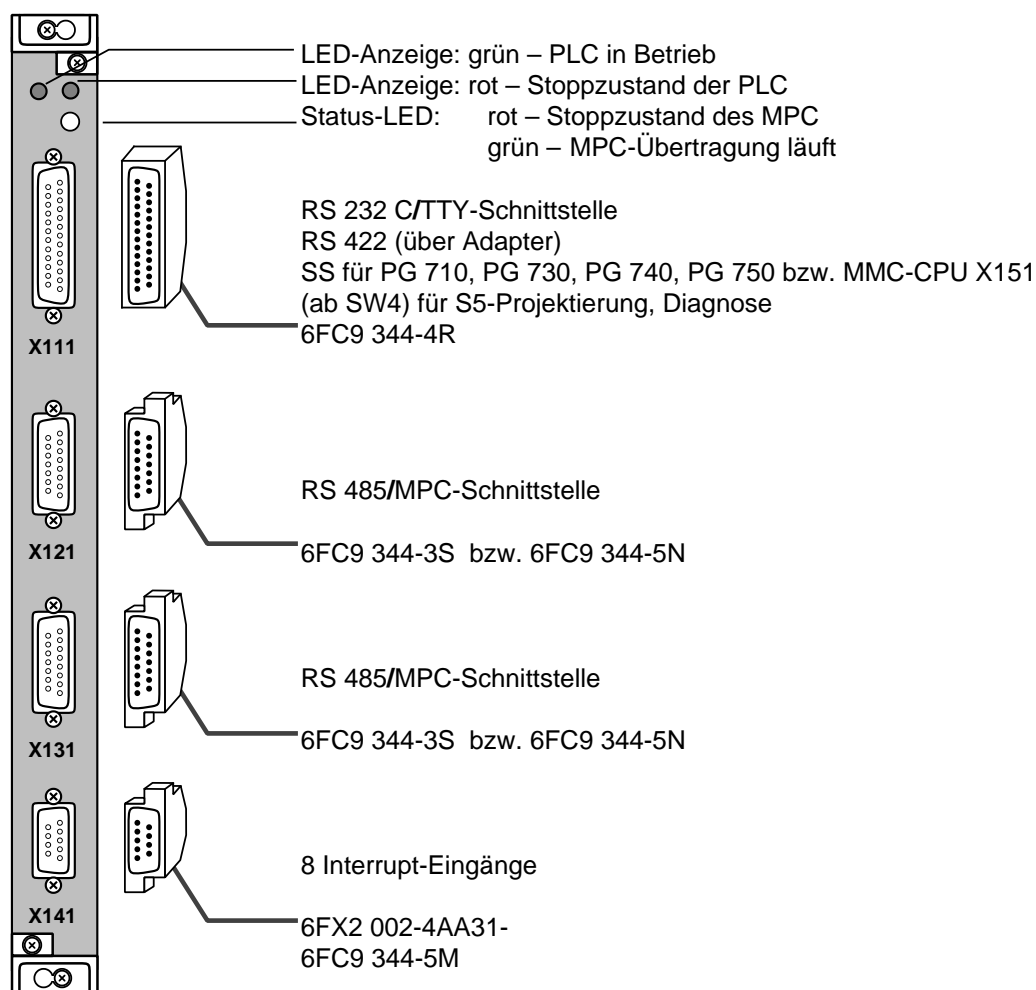 LED-Anzeige: grün – PLC in Betrieb
LED-Anzeige: rot – Stoppzustand der PLC
Status-LED: rot – Stoppzustand des MPC
grün – MPC-Übertragung läuft
RS 232 C/TTY-Schnittstelle
RS 422 (über Adapter)
SS für PG 710, PG 730, PG 740, PG 750 bzw. MMC-CPU X151
(ab SW4) für S5-Projektierung, Diagnose
6FC9 344-4R
X111
RS 485/MPC-Schnittstelle
6FC9 344-3S bzw. 6FC9 344-5N
X121
RS 485/MPC-Schnittstelle
6FC9 344-3S bzw. 6FC9 344-5N
X131
8 Interrupt-Eingänge
X141
6FX2 002-4AA31-
6FC9 344-5M